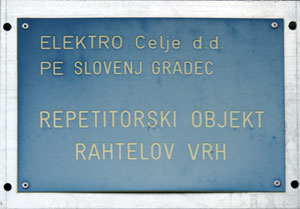 ELEKTRO Celje d.d.
PE SLOVENJ GRADEC
REPETITORSKI OBJEKT
RAHTELOV VRH